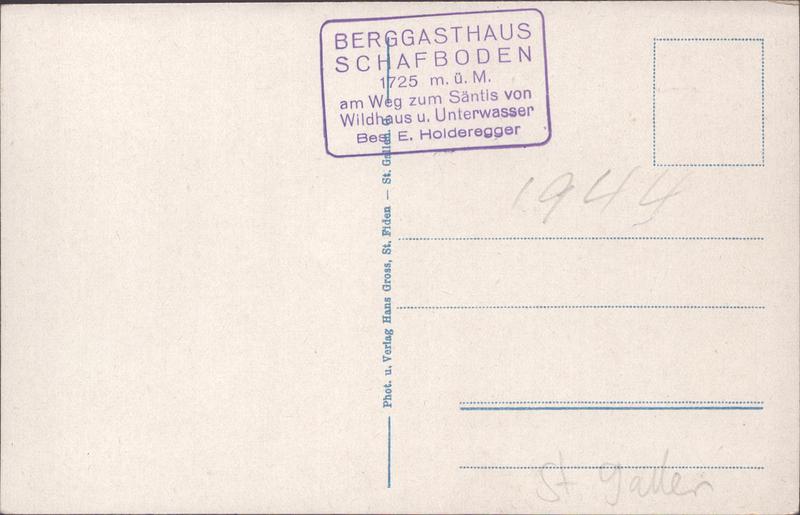 BERGGASTHAUS
SCHAFBODEN
1725 m. ü. M.
am Weg zum Säntis von
Wildhaus u. Unterwasser
Bes. E. Holderegger
Phot. u. Verlag Hans Gross, St. Fiden — St. Gallen. O.
1944
St Gallen